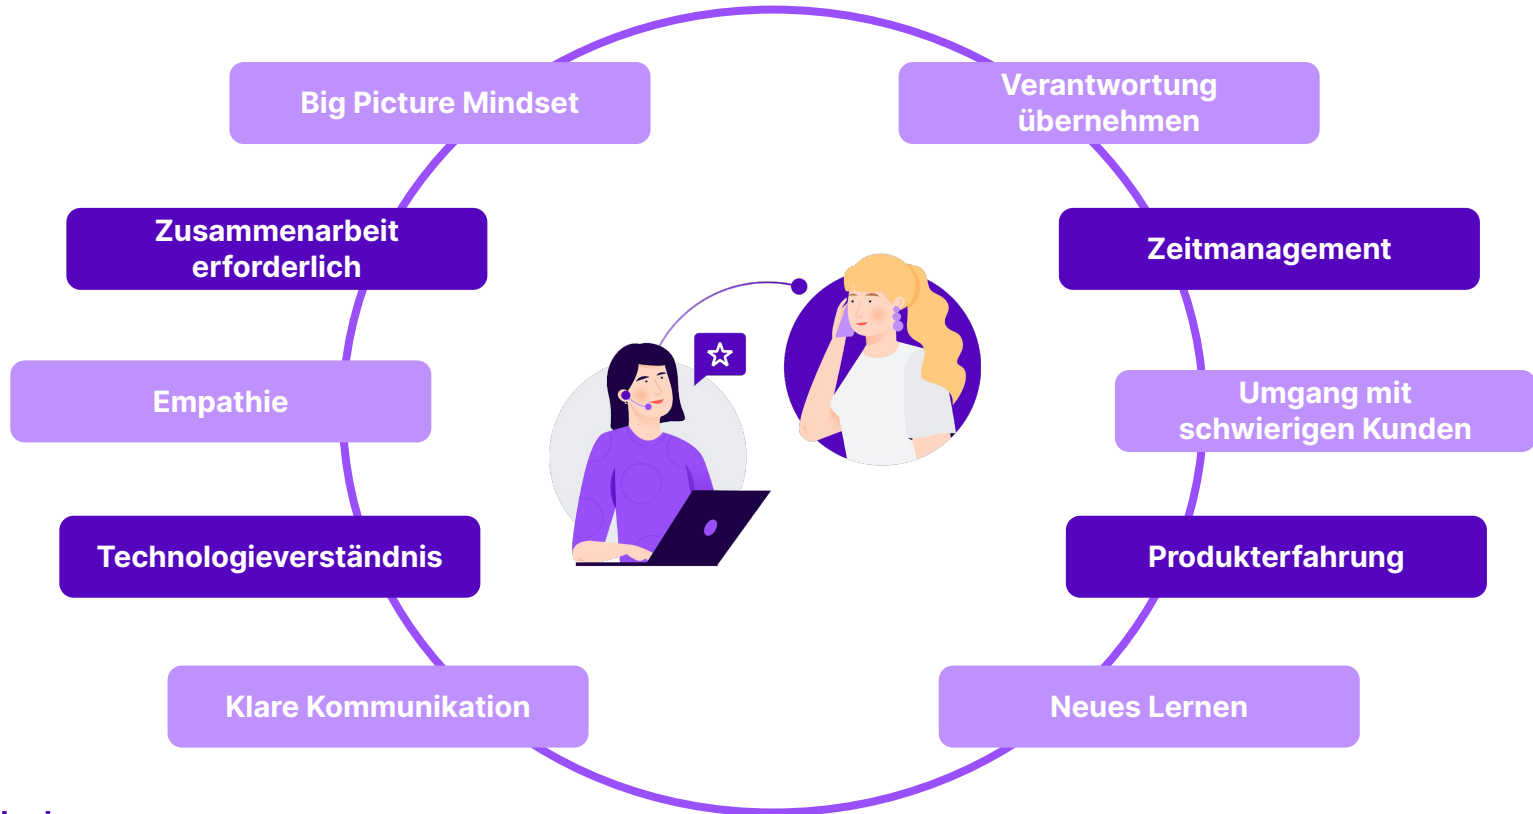 Big Picture Mindset
Verantwortung
übernehmen
Zusammenarbeit
erforderlich
Zeitmanagement
Empathie
Umgang mit
schwierigen Kunden
Technologieverständnis
Produkterfahrung
Klare Kommunikation
Neues Lernen